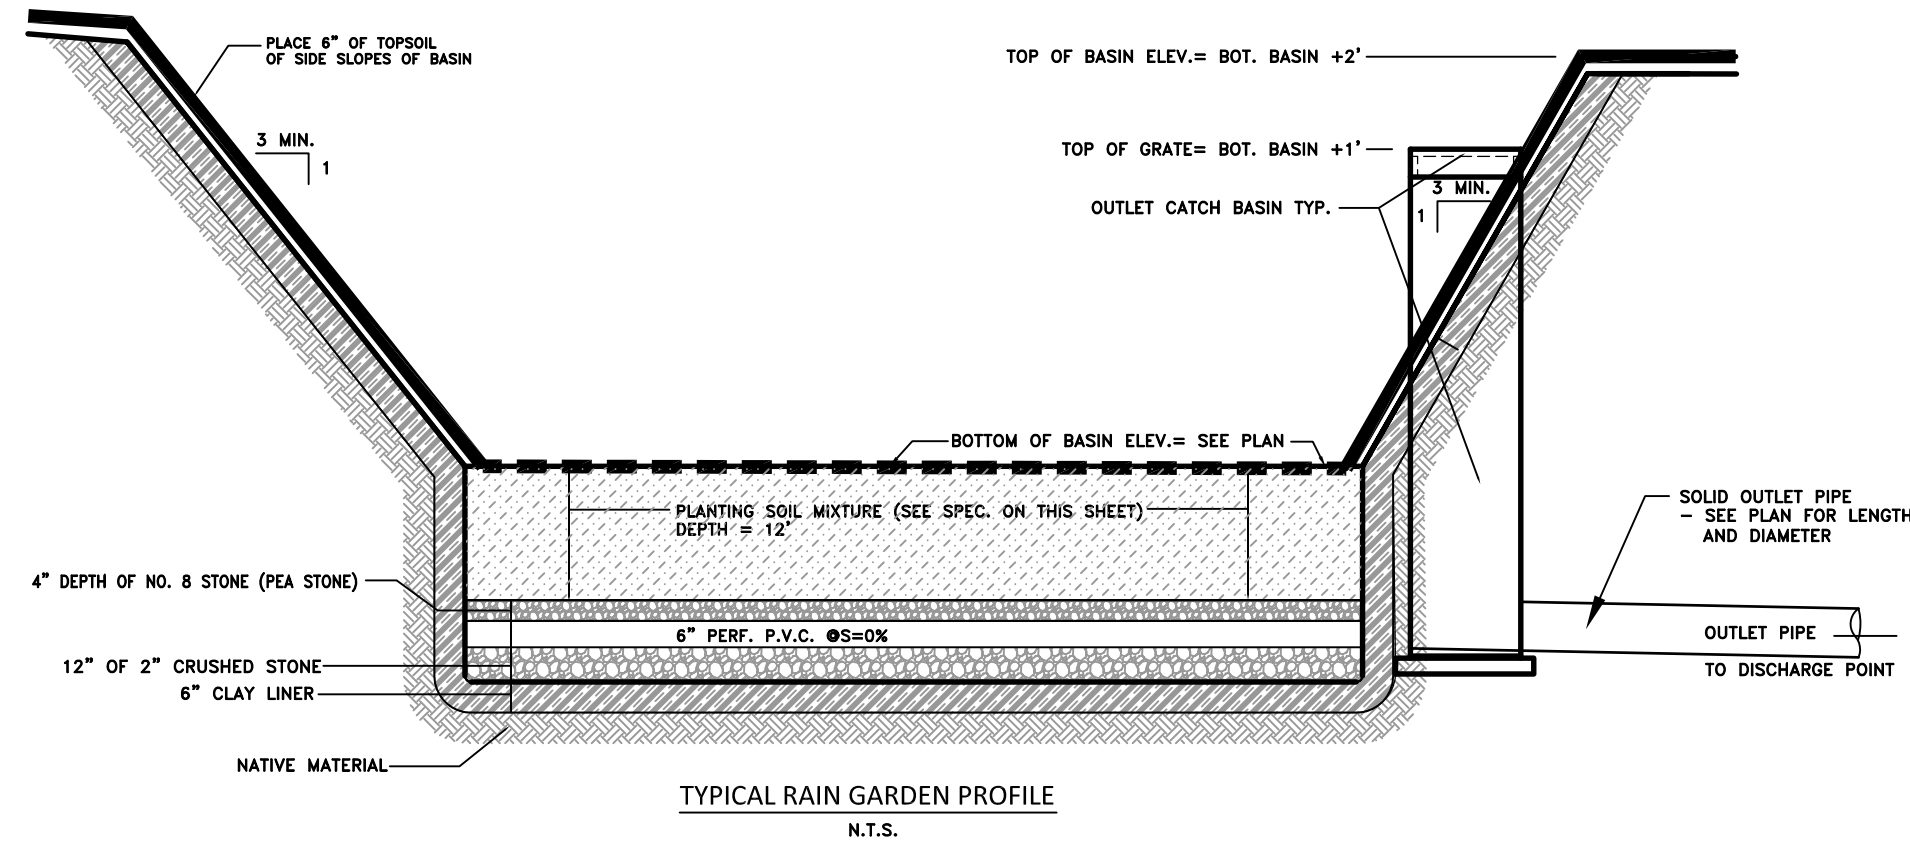 PLACE 6” OF TOPSOIL
OF SIDE SLOPES OF BASIN
TOP OF BASIN ELEV.= BOT. BASIN +2’
3 MIN.
1
TOP OF GRATE= BOT. BASIN +1’
3 MIN.
1
OUTLET CATCH BASIN TYP.
BOTTOM OF BASIN ELEV.= SEE PLAN
PLANTING SOIL MIXTURE (SEE SPEC. ON THIS SHEET)
DEPTH = 12’
SOLID OUTLET PIPE
– SEE PLAN FOR LENGTH
AND DIAMETER
4” DEPTH OF NO. 8 STONE (PEA STONE)
6” PERF. P.V.C. @S=0%
OUTLET PIPE
TO DISCHARGE POINT
12” OF 2” CRUSHED STONE
6” CLAY LINER
NATIVE MATERIAL
TYPICAL RAIN GARDEN PROFILE
N.T.S.